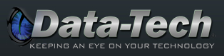 Data-Tech
KEEPING AN EYE ON YOUR TECHNOLOGY